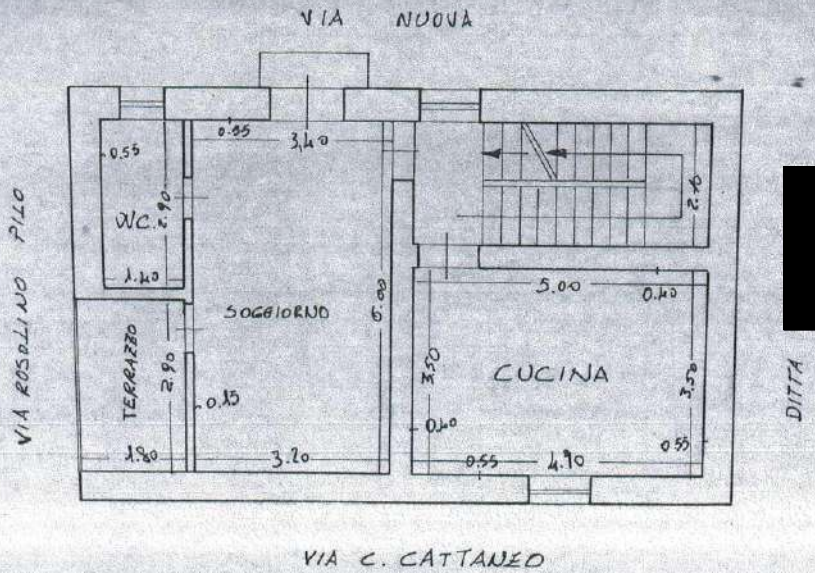 VIA NUOVA
0.55
3,40
0.55
WC.
2.90
2.10
1.40
5.00
0.40
SOGGIORNO
6.00
VIA ROSOLINO PILO
TERRAZZO
2.90
3.50
CUCINA
3.50
DITTA
0.15
0.40
1.80
3.20
0.55
4.90
0.55
VIA C. CATTANEO